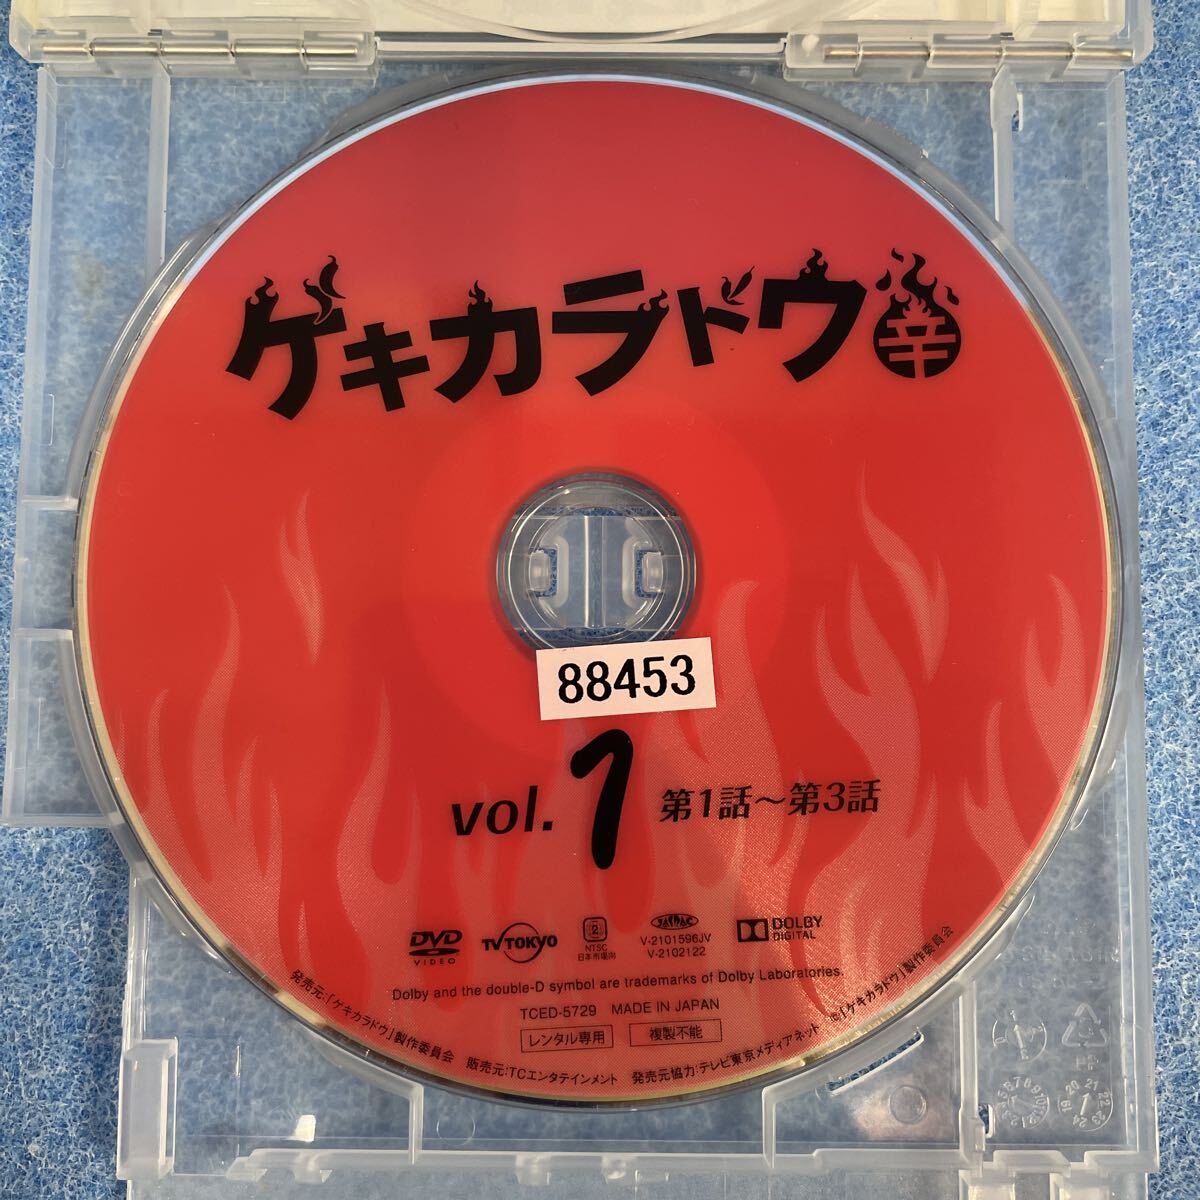 ゲキカラドウ
辛
88453
vol.1 第1話～第3話
DVD
VIDEO
TV TOKYO
2
NTSC
日本市場向
JASRAC
V-2101596JV
V-2102122
DOLBY
DIGITAL
Dolby and the double-D symbol are trademarks of Dolby Laboratories.
TCED-5729 MADE IN JAPAN
レンタル専用 複製不能
発売元:「ゲキカラドウ」製作委員会 販売元:TCエンタテインメント 発売元協力:テレビ東京メディアネット ©「ゲキカラドウ」製作委員会